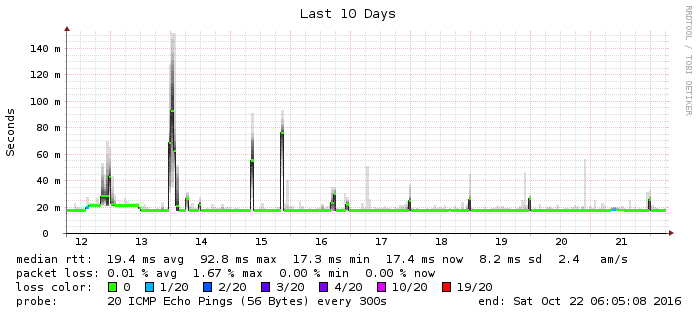 Last 10 Days
RRDTOOL / TOBI OETIKER
Seconds
140 m
120 m
100 m
80 m
60 m
40 m
20 m
0
12 13 14 15 16 17 18 19 20 21
median rtt: 19.4 ms avg 92.8 ms max 17.3 ms min 17.4 ms now 8.2 ms sd 2.4 am/s
packet loss: 0.01 % avg 1.67 % max 0.00 % min 0.00 % now
loss color: 0 1/20 2/20 3/20 4/20 10/20 19/20
probe: 20 ICMP Echo Pings (56 Bytes) every 300s end: Sat Oct 22 06:05:08 2016